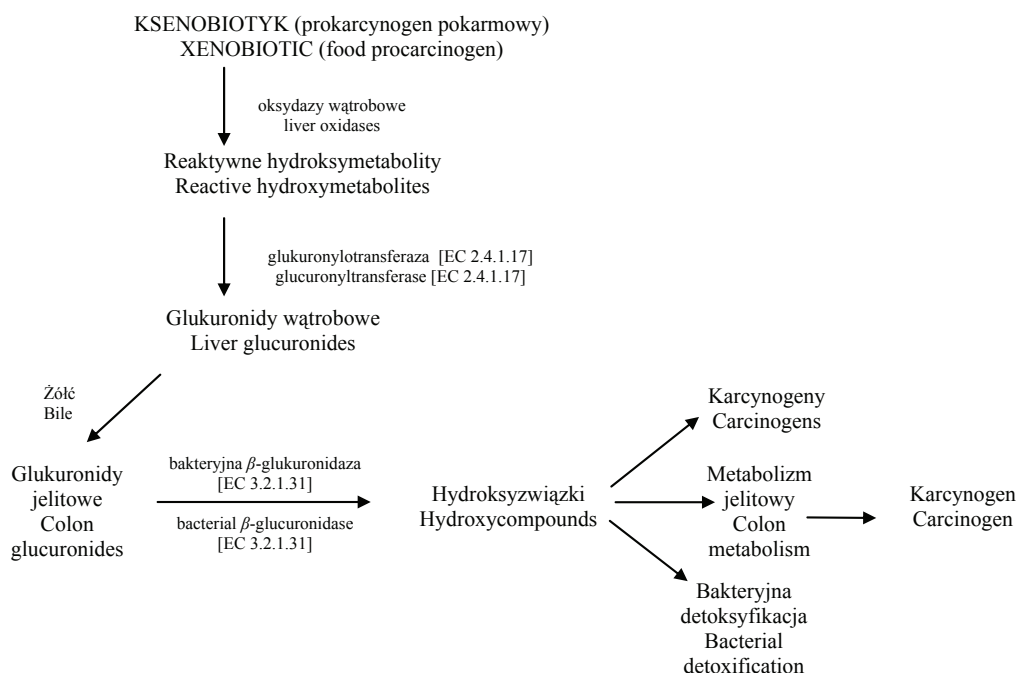 KSENOBIOTYK (prokarcynogen pokarmowy)
XENOBIOTIC (food procarcinogen)
oksydazy wątrobowe
liver oxidases
Reaktywne hydroksymetabolity
Reactive hydroxymetabolites
glukuronylotransferaza [EC 2.4.1.17]
glucuronyltransferase [EC 2.4.1.17]
Glukuronidy wątrobowe
Liver glucuronides
Żółć
Bile
Glukuronidy
jelitowe
Colon
glucuronides
bakteryjna β-glukuronidaza
[EC 3.2.1.31]
bacterial β-glucuronidase
[EC 3.2.1.31]
Hydroksyzwiązki
Hydroxycompounds
Karcynogeny
Carcinogens
Metabolizm
jelitowy
Colon
metabolism
Karcynogen
Carcinogen
Bakteryjna
detoksyfikacja
Bacterial
detoxification